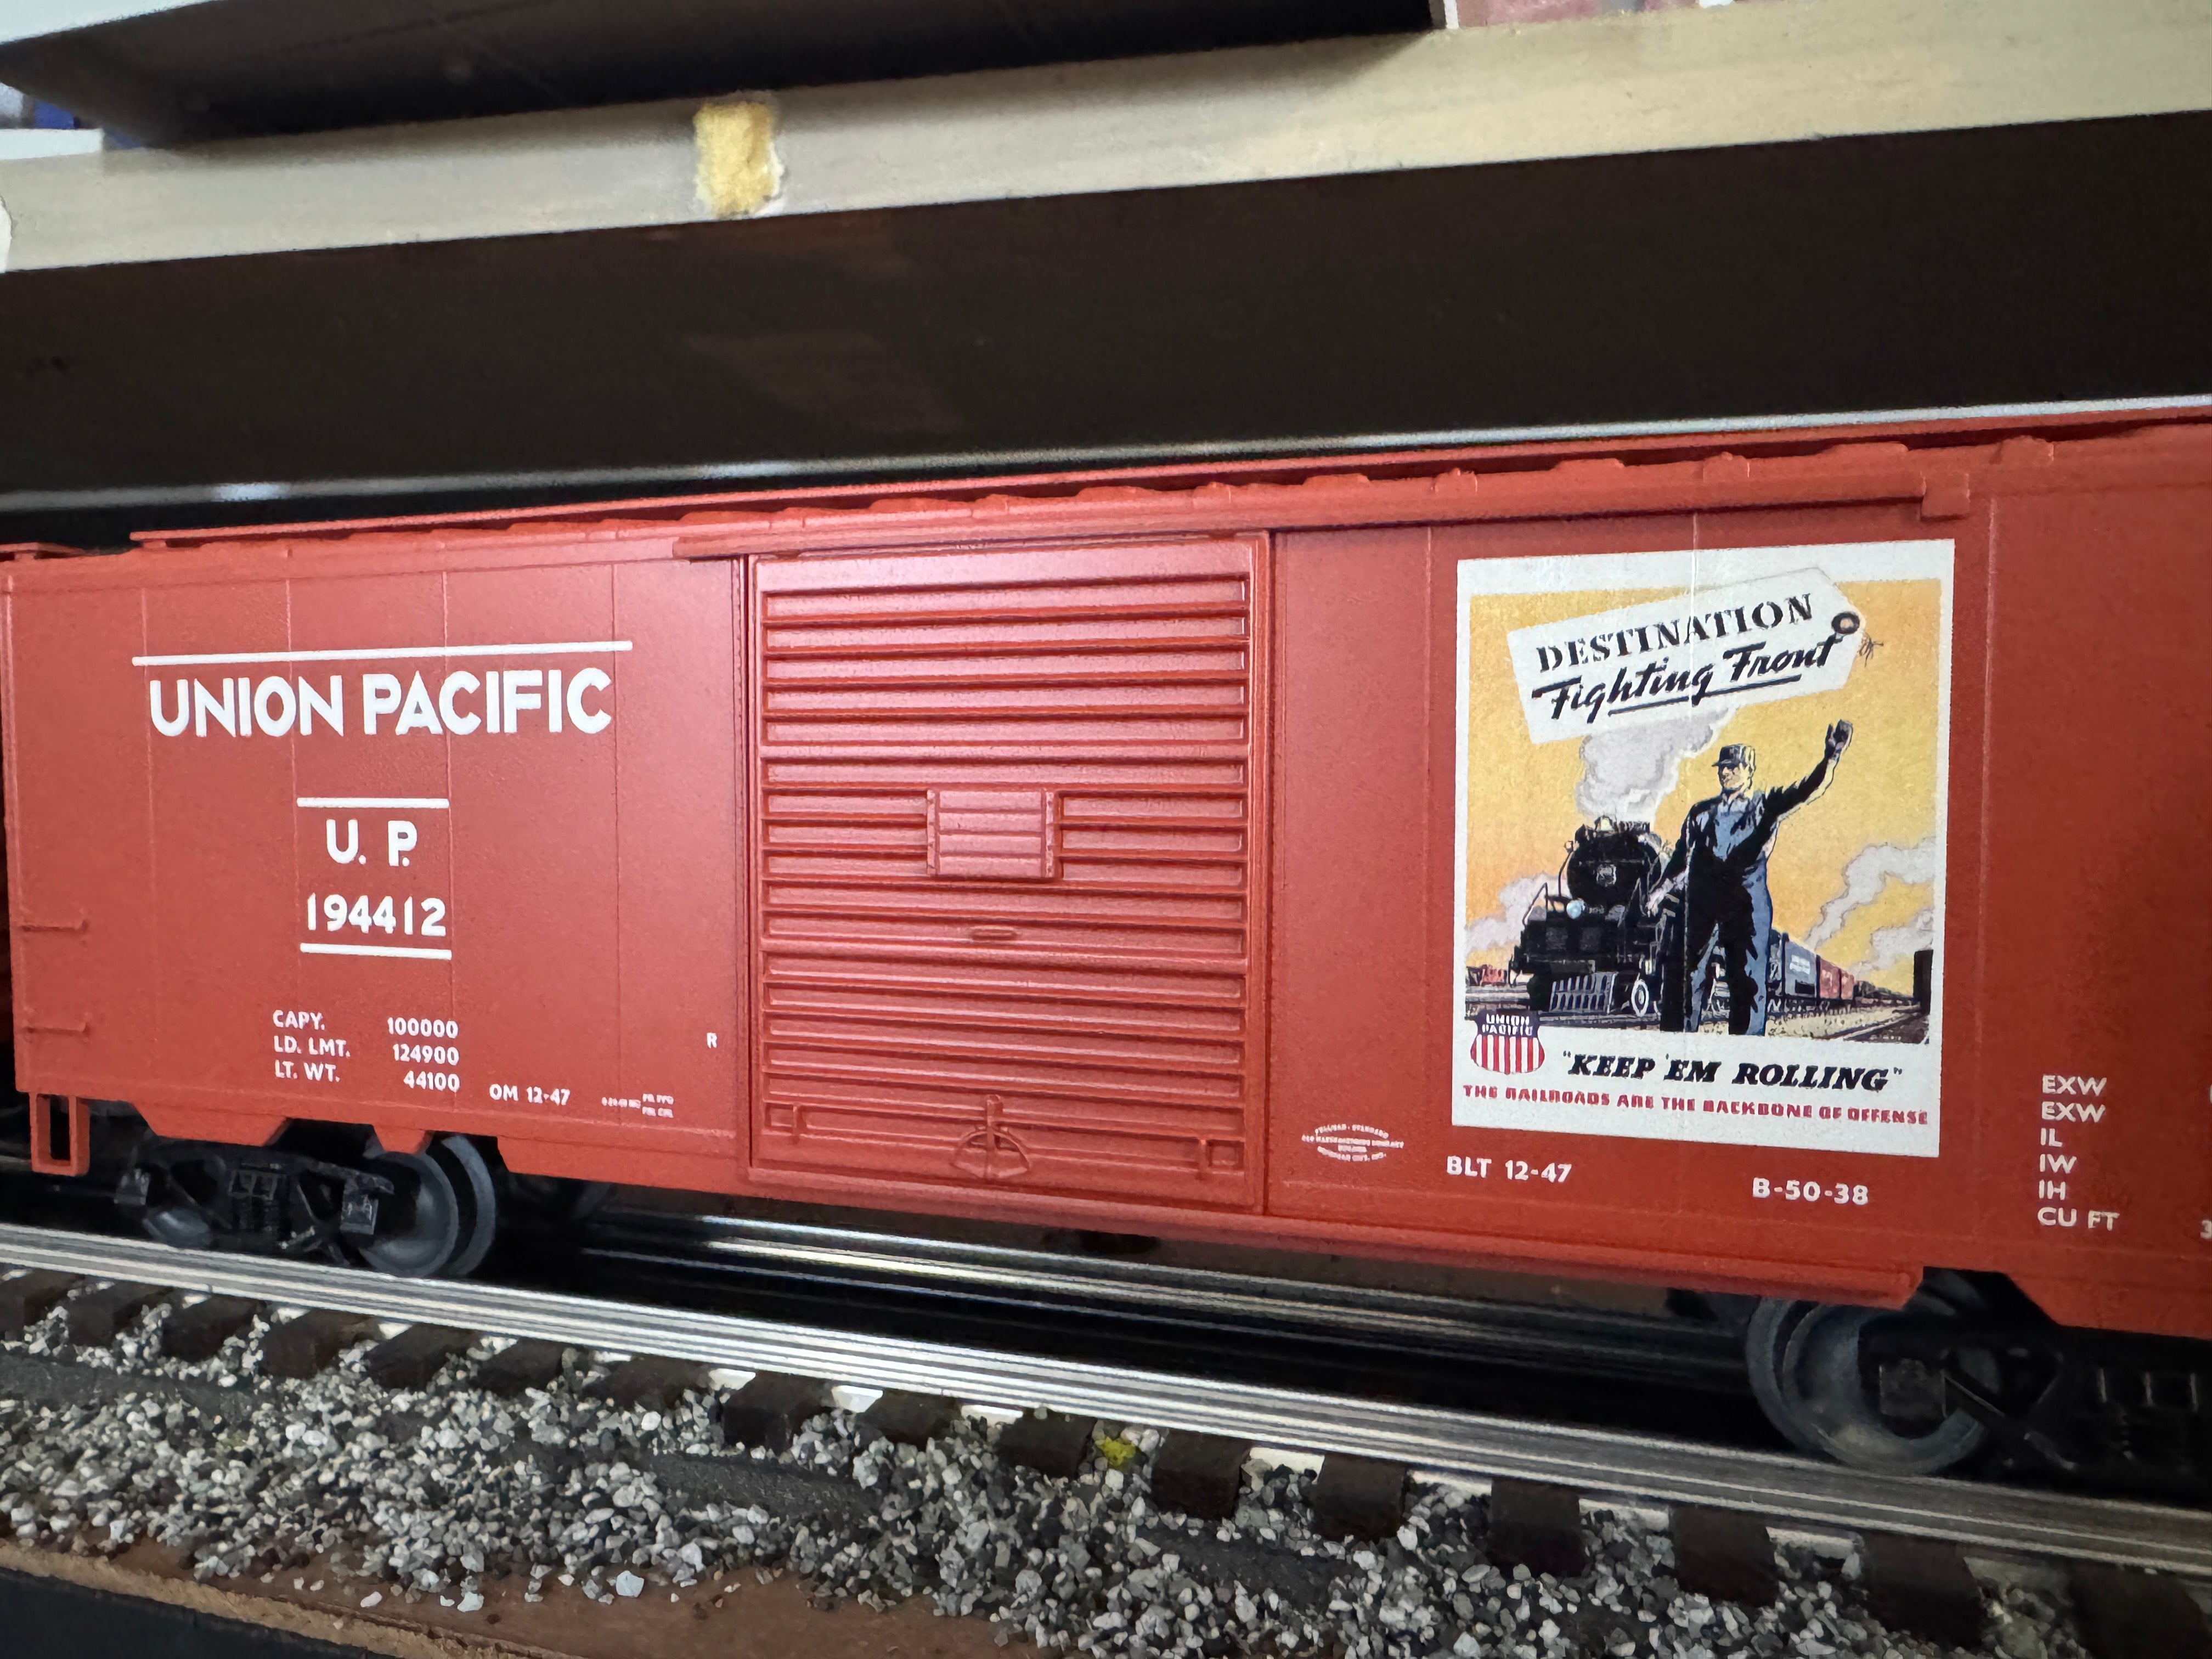 UNION PACIFIC
U. P.
194412
CAPY. 100000
LD. LMT. 124900
LT. WT. 44100
OM 12-47
R
DESTINATION
Fighting Front
UNION
PACIFIC
"KEEP 'EM ROLLING"
THE RAILROADS ARE THE BACKBONE OF OFFENSE
BLT 12-47
B-50-38
EXW
EXW
IL
IW
IH
CU FT